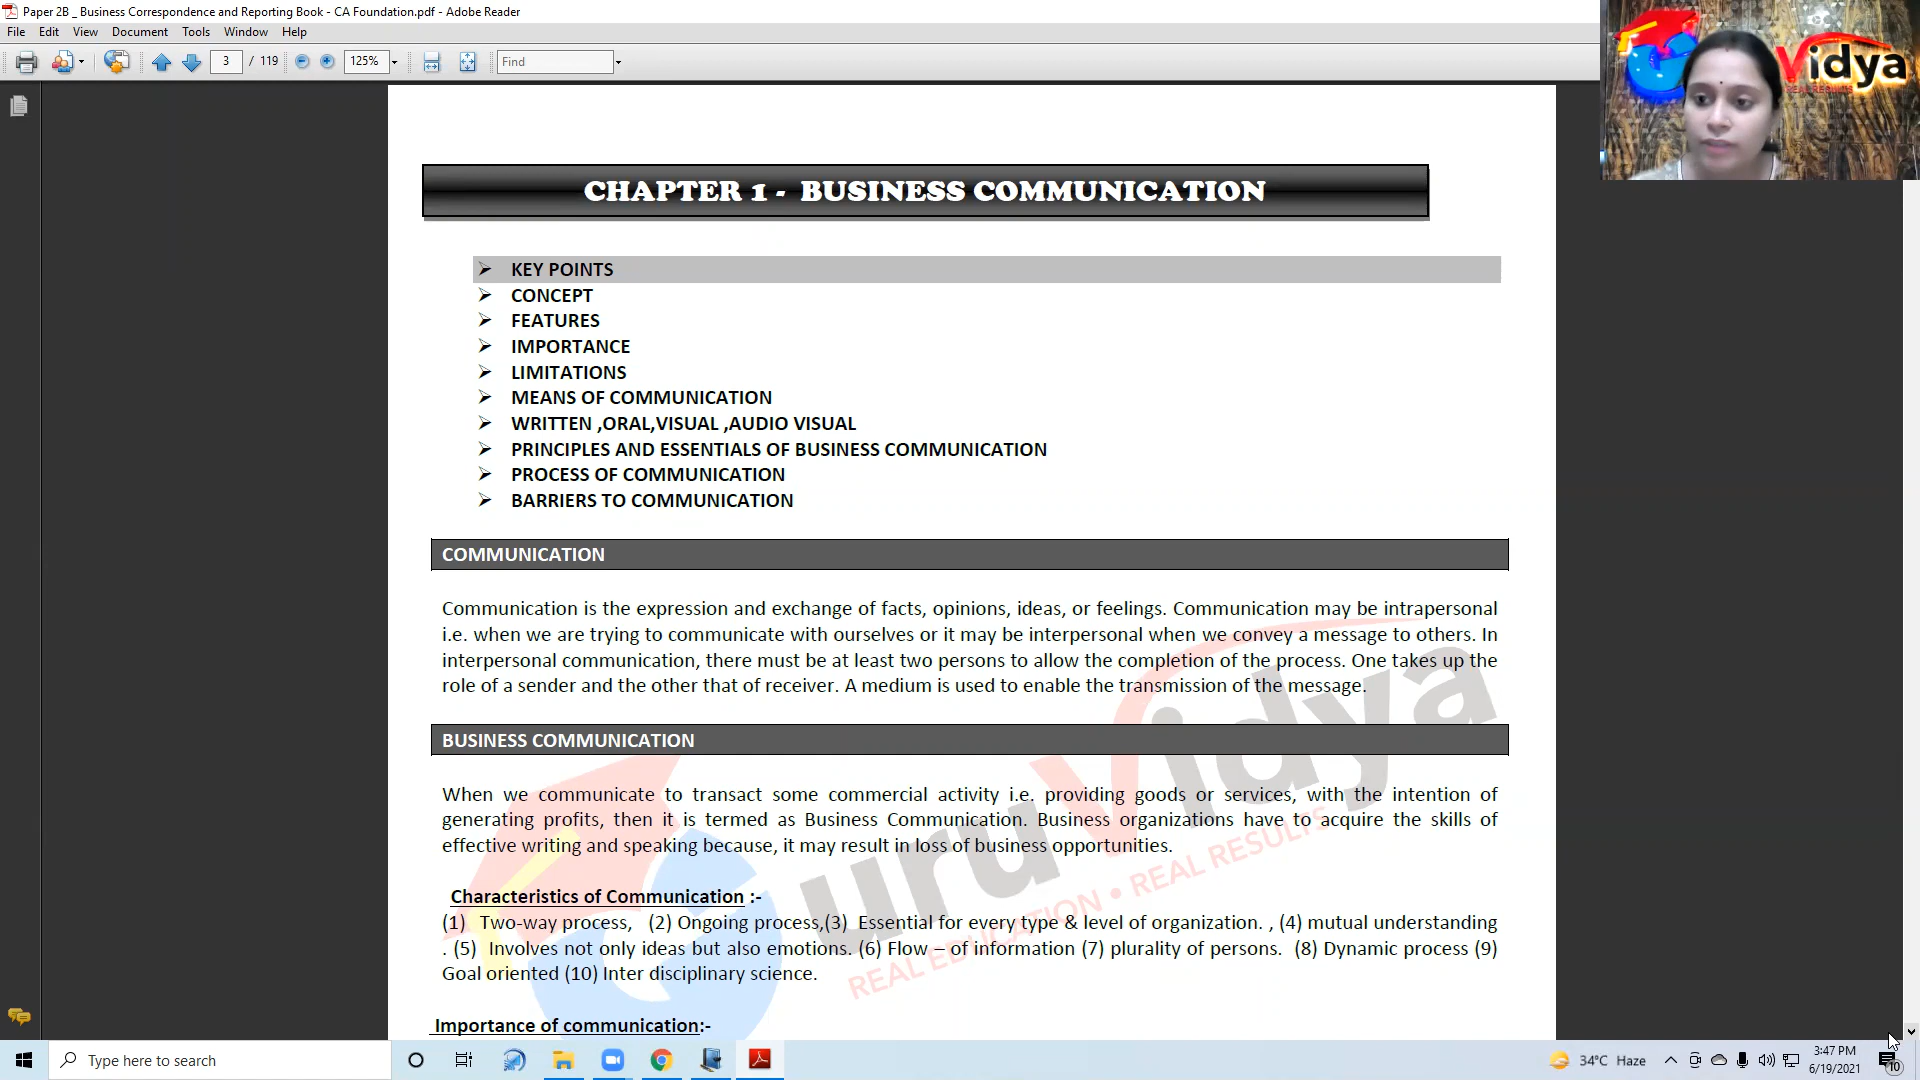 Paper 2B _ Business Correspondence and Reporting Book - CA Foundation.pdf - Adobe Reader
File Edit View Document Tools Window Help
3 / 119 125% Find
Vidya
REAL RESULTS
CHAPTER 1 - BUSINESS COMMUNICATION
➢ KEY POINTS
➢ CONCEPT
➢ FEATURES
➢ IMPORTANCE
➢ LIMITATIONS
➢ MEANS OF COMMUNICATION
➢ WRITTEN ,ORAL,VISUAL ,AUDIO VISUAL
➢ PRINCIPLES AND ESSENTIALS OF BUSINESS COMMUNICATION
➢ PROCESS OF COMMUNICATION
➢ BARRIERS TO COMMUNICATION
COMMUNICATION
Communication is the expression and exchange of facts, opinions, ideas, or feelings. Communication may be intrapersonal
i.e. when we are trying to communicate with ourselves or it may be interpersonal when we convey a message to others. In
interpersonal communication, there must be at least two persons to allow the completion of the process. One takes up the
role of a sender and the other that of receiver. A medium is used to enable the transmission of the message.
BUSINESS COMMUNICATION
When we communicate to transact some commercial activity i.e. providing goods or services, with the intention of
generating profits, then it is termed as Business Communication. Business organizations have to acquire the skills of
effective writing and speaking because, it may result in loss of business opportunities.
Characteristics of Communication :-
(1) Two-way process, (2) Ongoing process,(3) Essential for every type & level of organization. , (4) mutual understanding
. (5) Involves not only ideas but also emotions. (6) Flow – of information (7) plurality of persons. (8) Dynamic process (9)
Goal oriented (10) Inter disciplinary science.
Importance of communication:-
uruVidya
REAL EDUCATION • REAL RESULTS
Type here to search
34°C Haze
3:47 PM
6/19/2021
10